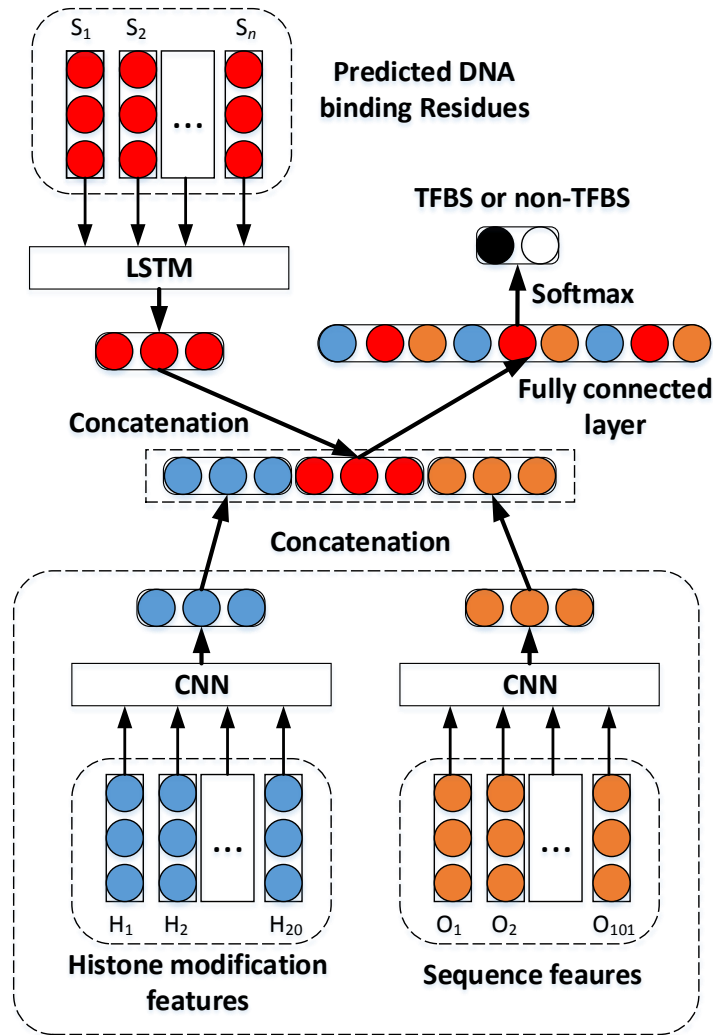 S1 S2 Sn
...
Predicted DNA
binding Residues
TFBS or non-TFBS
LSTM
Softmax
Fully connected
layer
Concatenation
Concatenation
CNN CNN
... ...
H1 H2 H20 O1 O2 O101
Histone modification
features
Sequence feaures